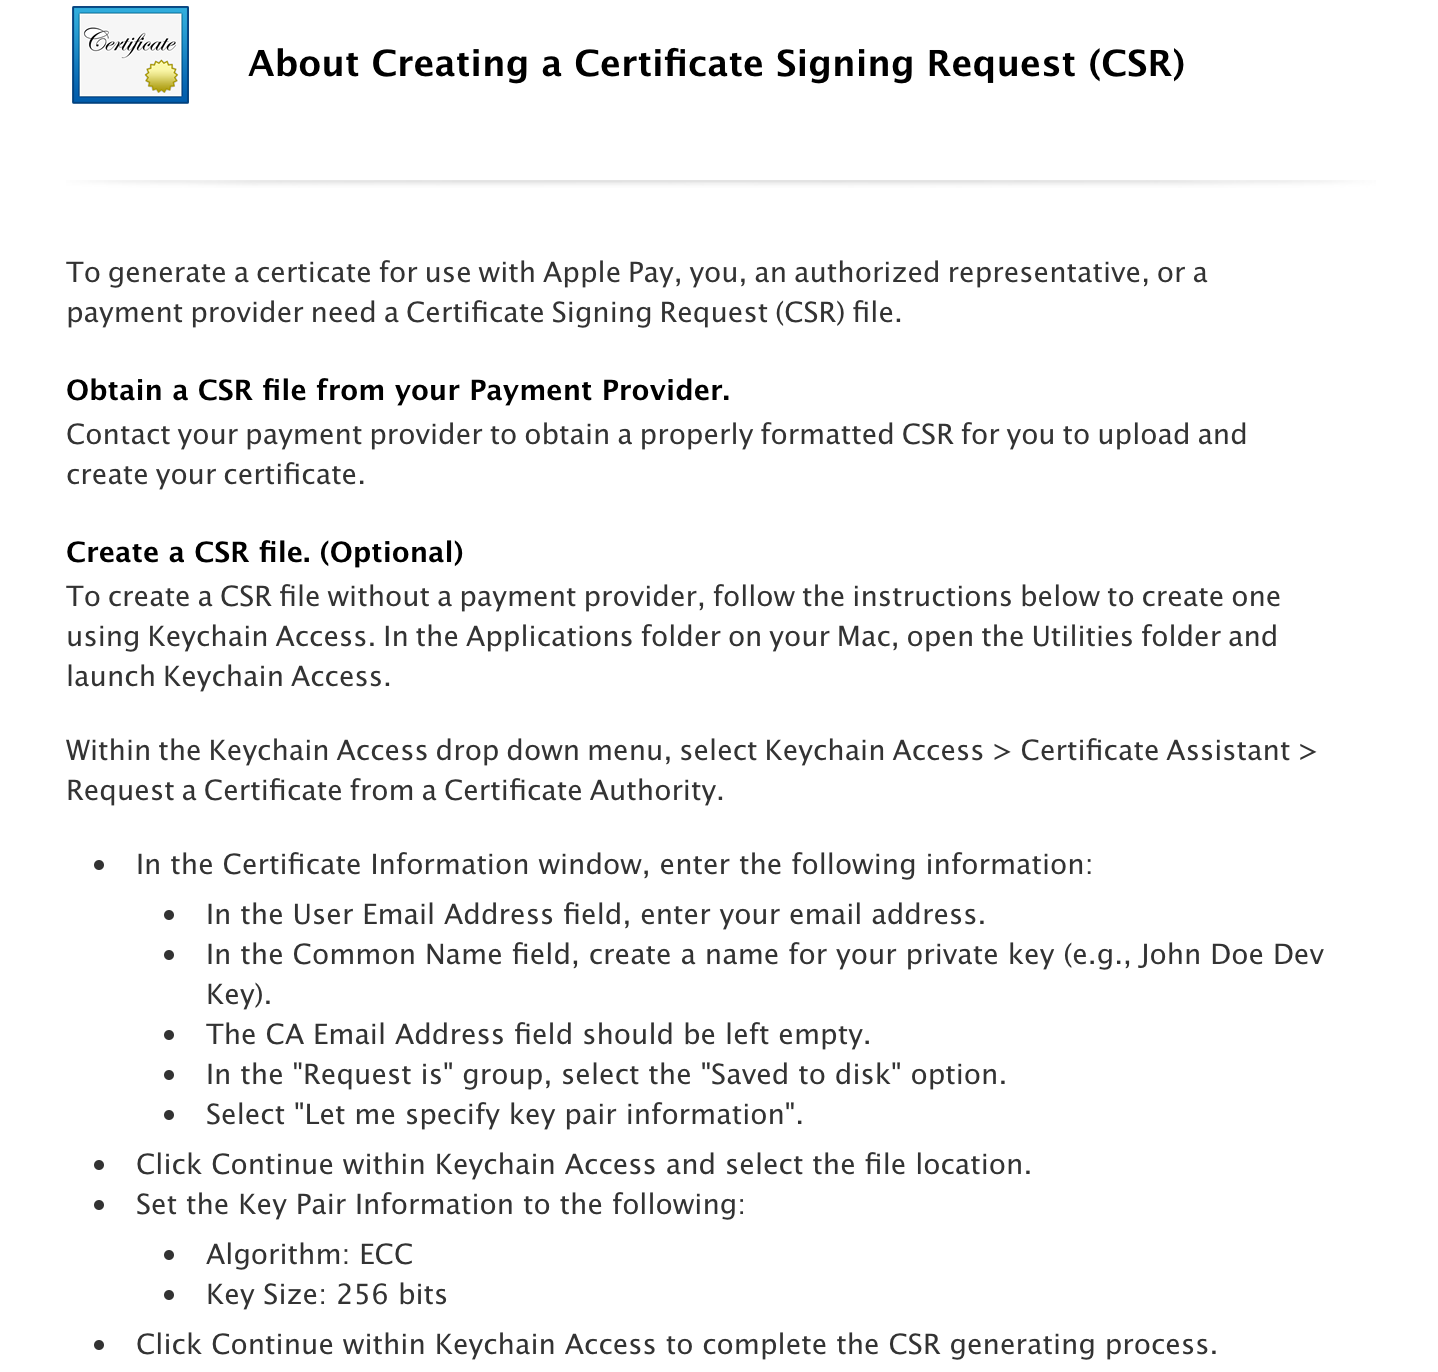 Certificate
About Creating a Certificate Signing Request (CSR)
To generate a certicate for use with Apple Pay, you, an authorized representative, or a
payment provider need a Certificate Signing Request (CSR) file.
Obtain a CSR file from your Payment Provider.
Contact your payment provider to obtain a properly formatted CSR for you to upload and
create your certificate.
Create a CSR file. (Optional)
To create a CSR file without a payment provider, follow the instructions below to create one
using Keychain Access. In the Applications folder on your Mac, open the Utilities folder and
launch Keychain Access.
Within the Keychain Access drop down menu, select Keychain Access > Certificate Assistant >
Request a Certificate from a Certificate Authority.
• In the Certificate Information window, enter the following information:
• In the User Email Address field, enter your email address.
• In the Common Name field, create a name for your private key (e.g., John Doe Dev
Key).
• The CA Email Address field should be left empty.
• In the "Request is" group, select the "Saved to disk" option.
• Select "Let me specify key pair information".
• Click Continue within Keychain Access and select the file location.
• Set the Key Pair Information to the following:
• Algorithm: ECC
• Key Size: 256 bits
• Click Continue within Keychain Access to complete the CSR generating process.